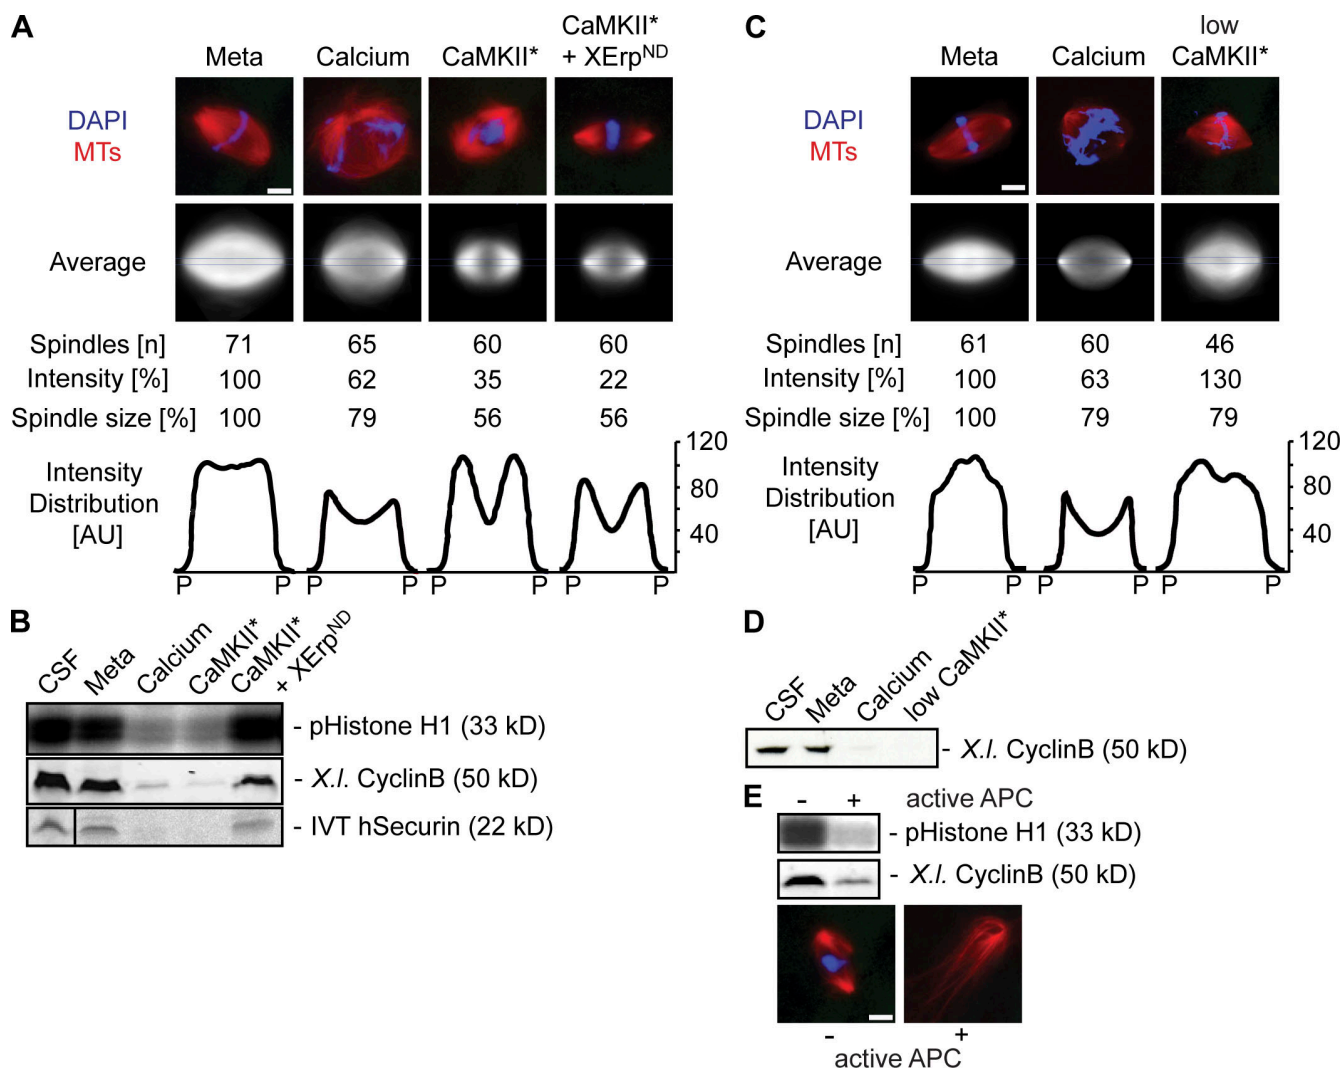 A
Meta
Calcium
CaMKII*
CaMKII*
+ XErpND
DAPI
MTs
Average
Spindles [n] 71 65 60 60
Intensity [%] 100 62 35 22
Spindle size [%] 100 79 56 56
Intensity
Distribution
[AU]
120
80
40
P P P P P P P P
B
CSF
Meta
Calcium
CaMKII*
CaMKII*
+ XErpND
- pHistone H1 (33 kD)
- X.l. CyclinB (50 kD)
- IVT hSecurin (22 kD)
C
Meta
Calcium
low
CaMKII*
DAPI
MTs
Average
Spindles [n] 61 60 46
Intensity [%] 100 63 130
Spindle size [%] 100 79 79
Intensity
Distribution
[AU]
120
80
40
P P P P P P
D
CSF
Meta
Calcium
low CaMKII*
- X.l. CyclinB (50 kD)
E
- + active APC
- pHistone H1 (33 kD)
- X.l. CyclinB (50 kD)
- +
active APC